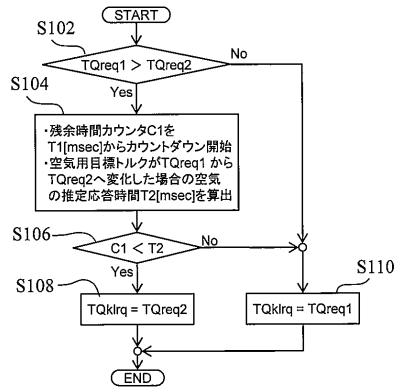 START
S102
TQreq1 > TQreq2
No
Yes
S104
・残余時間カウンタC1を
T1[msec]からカウントダウン開始
・空気用目標トルクがTQreq1 から
TQreq2へ変化した場合の空気
の推定応答時間T2[msec]を算出
S106
C1 < T2
No
Yes
S108
TQklrq = TQreq2
S110
TQklrq = TQreq1
END